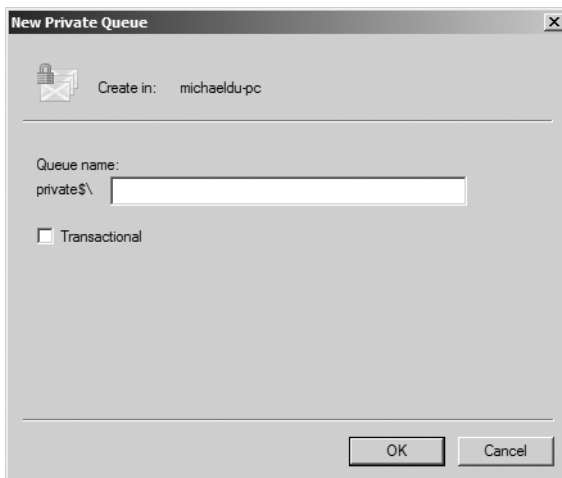 New Private Queue
Create in: michaeldu-pc
Queue name:
private$\
Transactional
OK Cancel